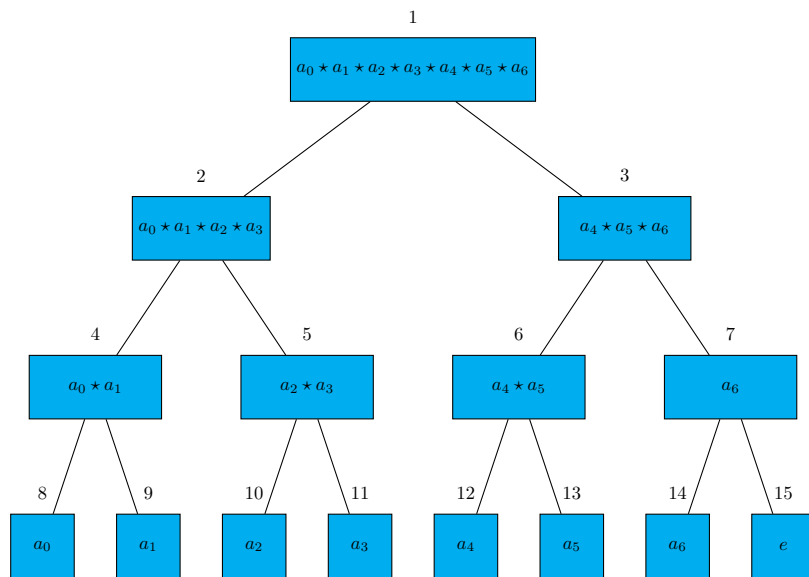 1
a₀ ⋆ a₁ ⋆ a₂ ⋆ a₃ ⋆ a₄ ⋆ a₅ ⋆ a₆
2 3
a₀ ⋆ a₁ ⋆ a₂ ⋆ a₃ a₄ ⋆ a₅ ⋆ a₆
4 5 6 7
a₀ ⋆ a₁ a₂ ⋆ a₃ a₄ ⋆ a₅ a₆
8 9 10 11 12 13 14 15
a₀ a₁ a₂ a₃ a₄ a₅ a₆ e